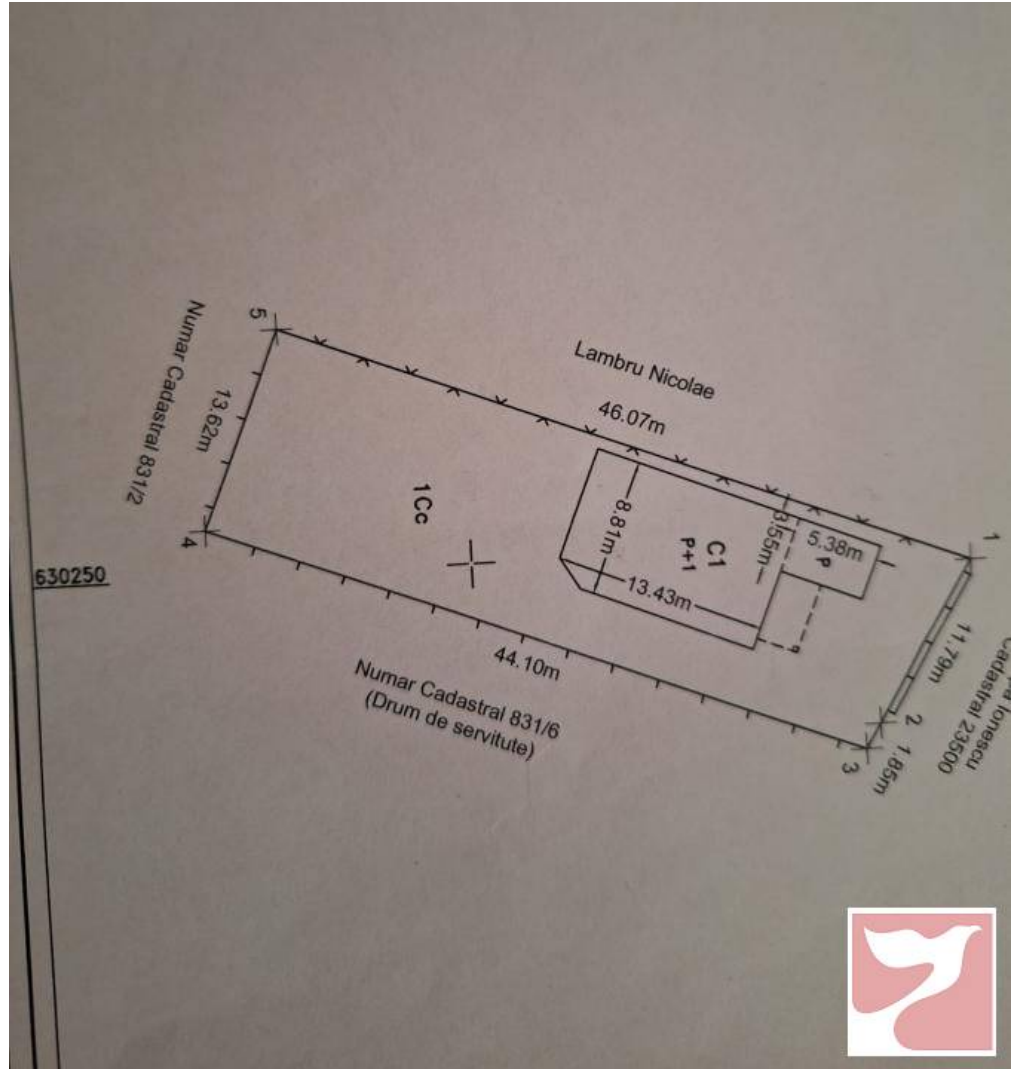 Lambru Nicolae
46.07m
5
Numar Cadastral 831/2
13.62m
4
630250
1Cc
8.81m
C1
P+1
13.43m
3.55m
5.38m
P
1
11.79m
Ionescu
Cadastral 23500
2
1.85m
3
44.10m
Numar Cadastral 831/6
(Drum de servitute)